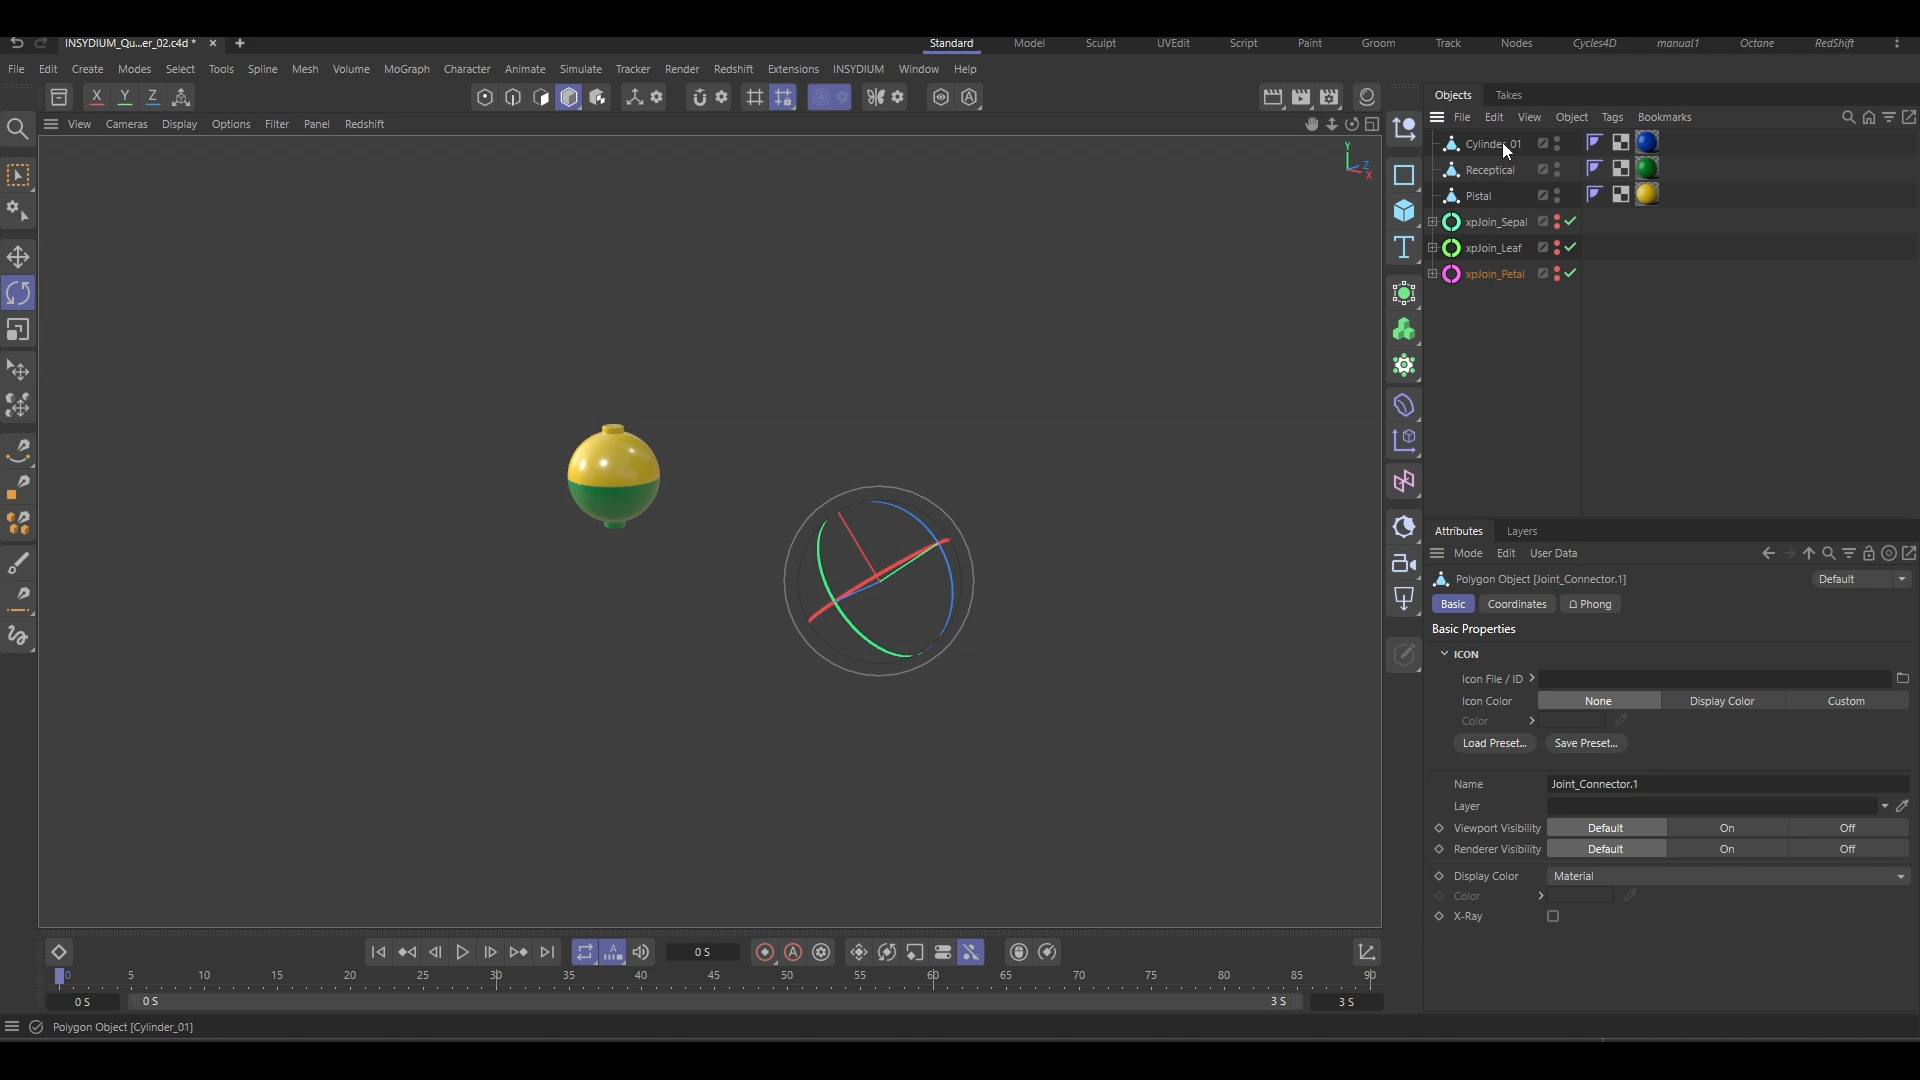 INSYDIUM_Qu...er_02.c4d *
Standard Model Sculpt UVEdit Script Paint Groom Track Nodes Cycles4D manual1 Octane RedShift
File Edit Create Modes Select Tools Spline Mesh Volume MoGraph Character Animate Simulate Tracker Render Redshift Extensions INSYDIUM Window Help
X Y Z
Objects Takes
View Cameras Display Options Filter Panel Redshift
File Edit View Object Tags Bookmarks
Y
Z
X
Cylinder_01
Receptical
Pistal
xpJoin_Sepal
xpJoin_Leaf
xpJoin_Petal
Attributes Layers
Mode Edit User Data
Polygon Object [Joint_Connector.1]
Default
Basic Coordinates Phong
Basic Properties
ICON
Icon File / ID
Icon Color None Display Color Custom
Color
Load Preset... Save Preset...
Name Joint_Connector.1
Layer
Viewport Visibility Default On Off
Renderer Visibility Default On Off
Display Color Material
Color
X-Ray
0 S
0 5 10 15 20 25 30 35 40 45 50 55 60 65 70 75 80 85 90
0 S 0 S 3 S 3 S
Polygon Object [Cylinder_01]